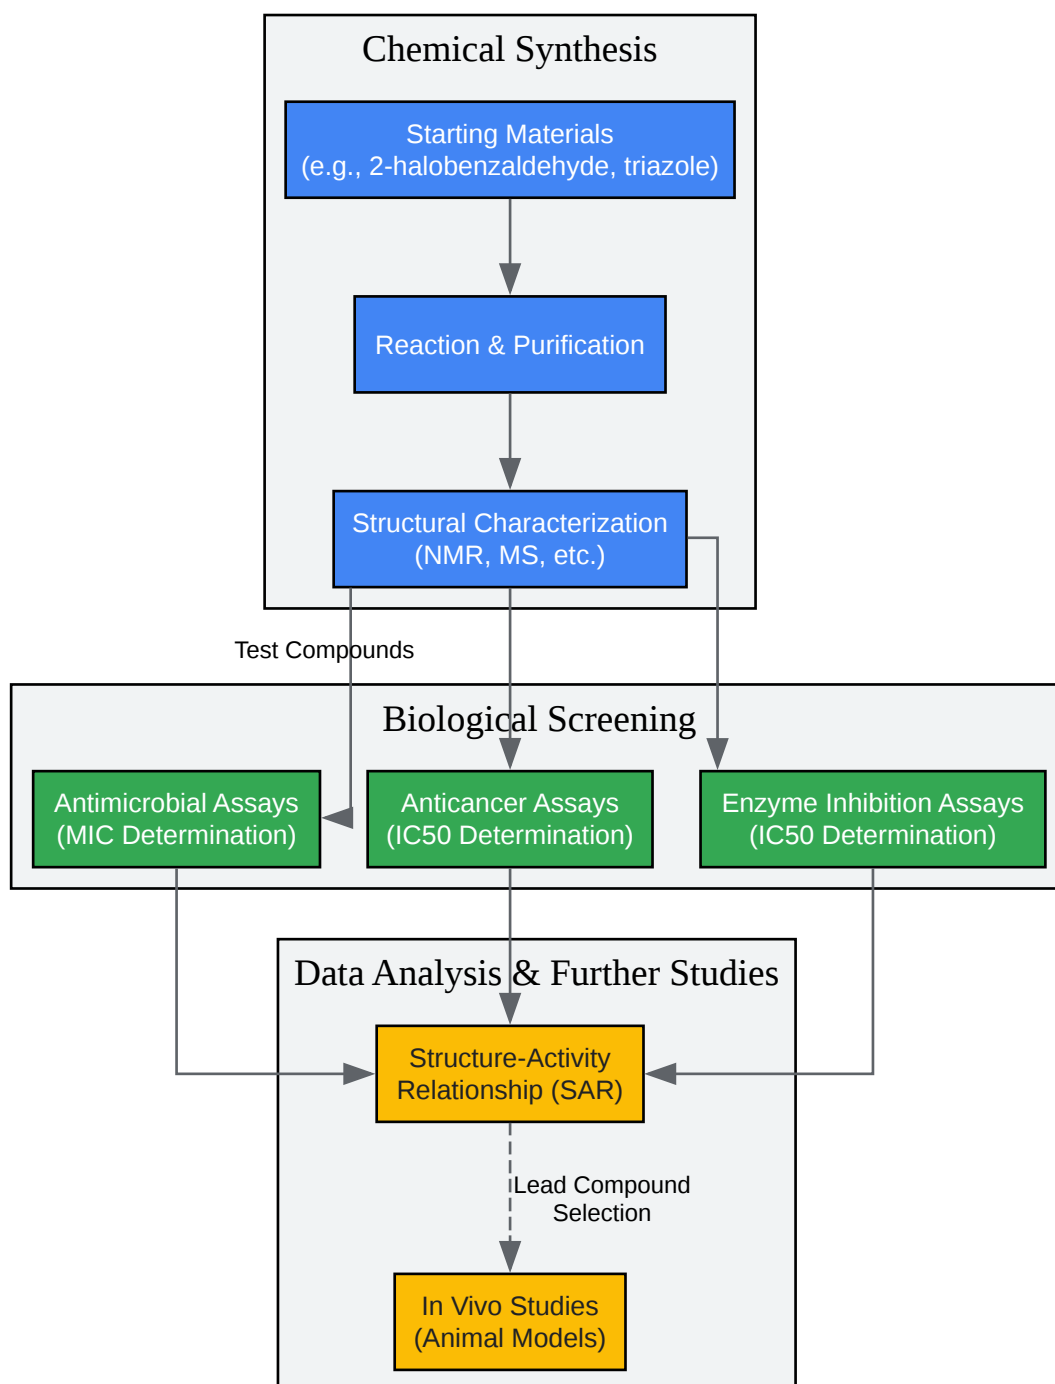 Chemical Synthesis
Starting Materials
(e.g., 2-halobenzaldehyde, triazole)
Reaction & Purification
Structural Characterization
(NMR, MS, etc.)
Test Compounds
Biological Screening
Antimicrobial Assays
(MIC Determination)
Anticancer Assays
(IC50 Determination)
Enzyme Inhibition Assays
(IC50 Determination)
Data Analysis & Further Studies
Structure-Activity
Relationship (SAR)
Lead Compound
Selection
In Vivo Studies
(Animal Models)